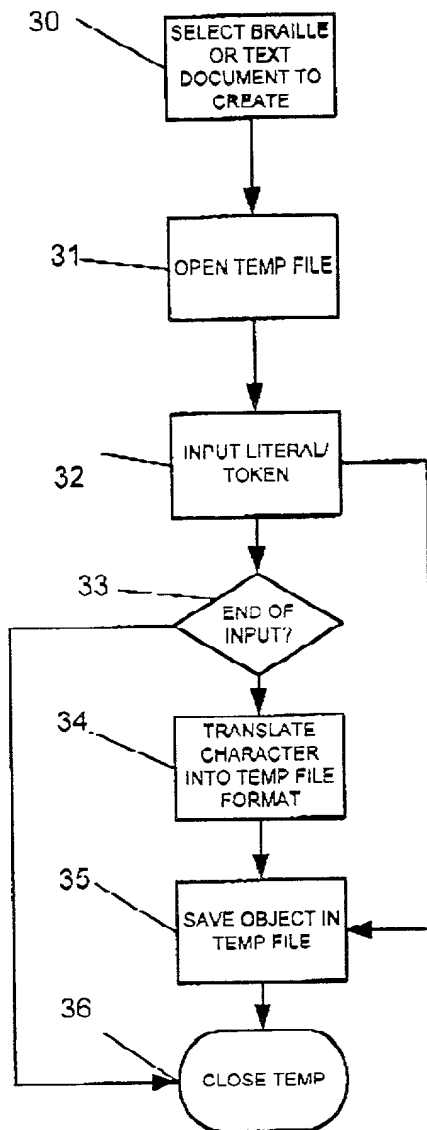 30
SELECT BRAILLE
OR TEXT
DOCUMENT TO
CREATE
31
OPEN TEMP FILE
32
INPUT LITERAL/
TOKEN
33
END OF
INPUT?
34
TRANSLATE
CHARACTER
INTO TEMP FILE
FORMAT
35
SAVE OBJECT IN
TEMP FILE
36
CLOSE TEMP